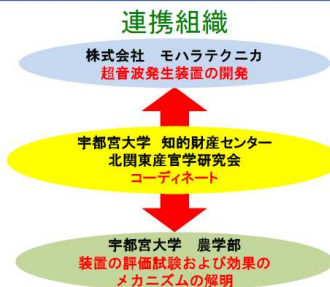 連携組織
株式会社　モハラテクニカ
超音波発生装置の開発
宇都宮大学　知的財産センター
北関東産官学研究会
コーディネート
宇都宮大学　農学部
装置の評価試験および効果の
メカニズムの解明